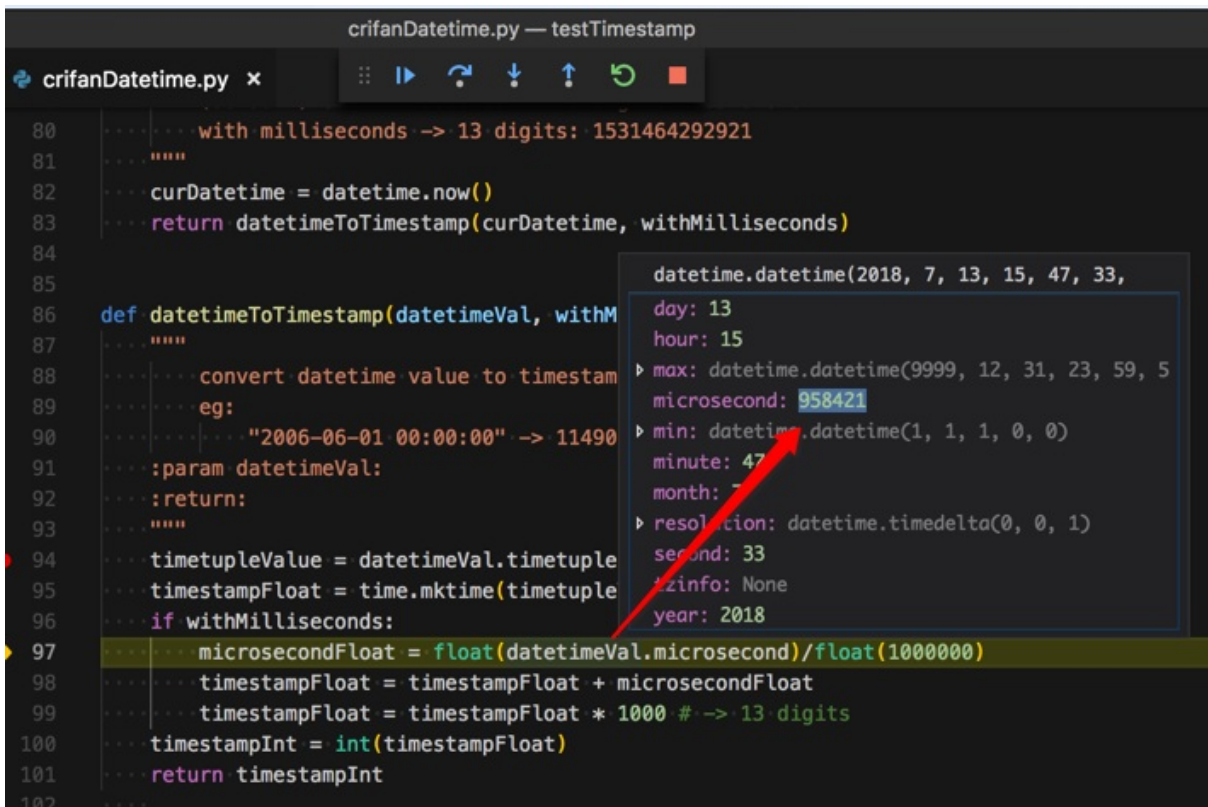 crifanDatetime.py — testTimestamp
crifanDatetime.py ×
80 with milliseconds -> 13 digits: 1531464292921
81 """
82 curDatetime = datetime.now()
83 return datetimeToTimestamp(curDatetime, withMilliseconds)
84
85
86 def datetimeToTimestamp(datetimeVal, withM
87 """
88 convert datetime value to timestam
89 eg:
90 "2006-06-01 00:00:00" -> 11490
91 :param datetimeVal:
92 :return:
93 """
94 timetupleValue = datetimeVal.timetuple
95 timestampFloat = time.mktime(timetuple
96 if withMilliseconds:
97 microsecondFloat = float(datetimeVal.microsecond)/float(1000000)
98 timestampFloat = timestampFloat + microsecondFloat
99 timestampFloat = timestampFloat * 1000 # -> 13 digits
100 timestampInt = int(timestampFloat)
101 return timestampInt
102
datetime.datetime(2018, 7, 13, 15, 47, 33,
day: 13
hour: 15
max: datetime.datetime(9999, 12, 31, 23, 59, 5
microsecond: 958421
min: datetime.datetime(1, 1, 1, 0, 0)
minute: 47
month:
resolution: datetime.timedelta(0, 0, 1)
second: 33
tzinfo: None
year: 2018